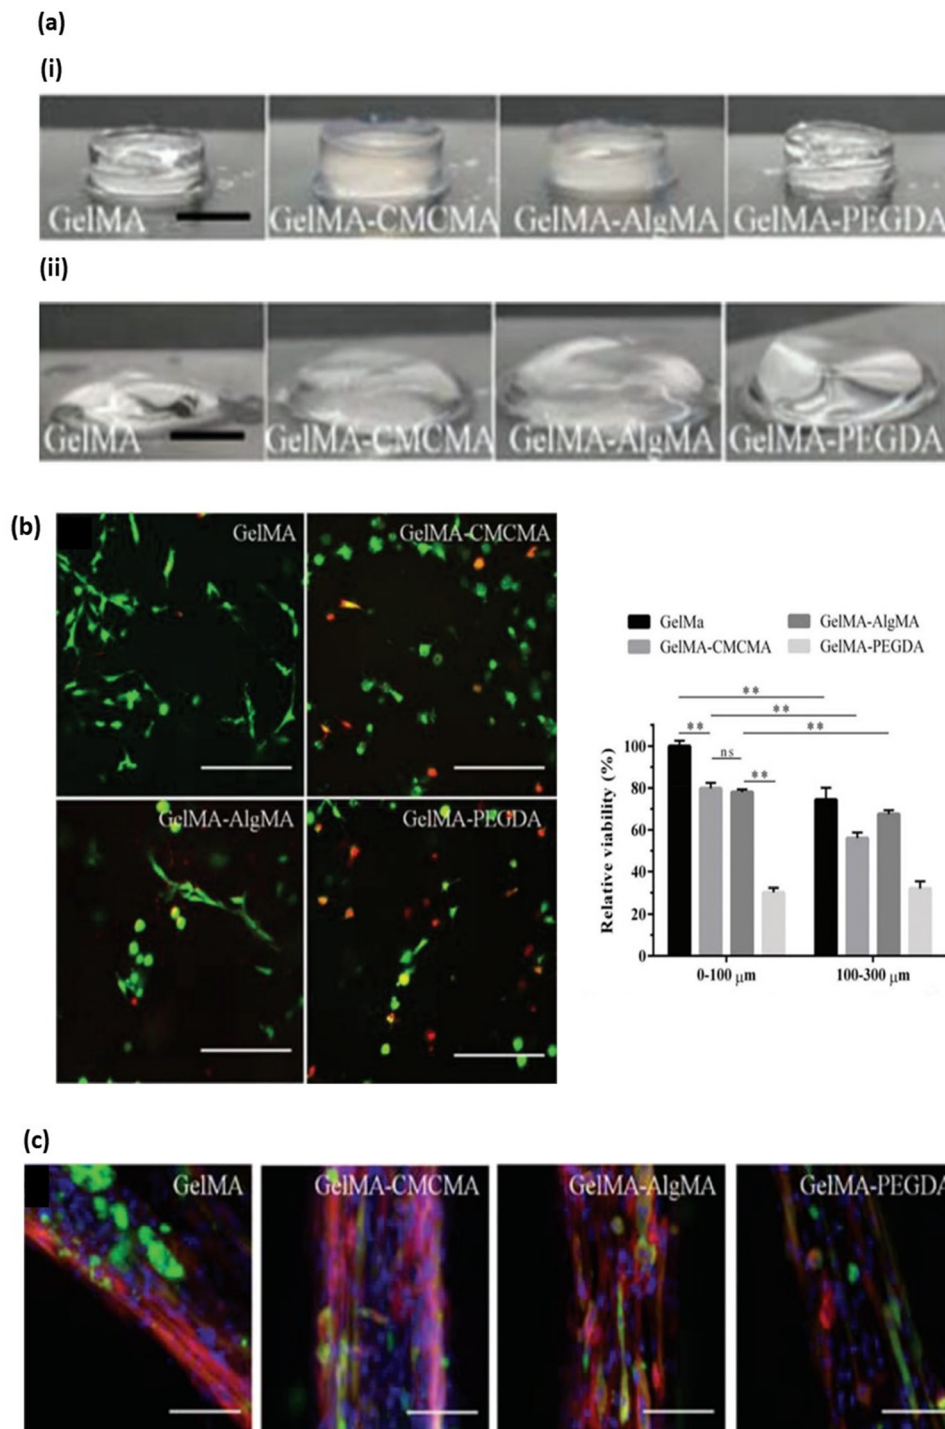 (a)
(i)
GelMA GelMA-CMCMA GelMA-AlgMA GelMA-PEGDA
(ii)
GelMA GelMA-CMCMA GelMA-AlgMA GelMA-PEGDA
(b)
GelMA GelMA-CMCMA
GelMA-AlgMA GelMA-PEGDA
GelMa GelMA-AlgMA
GelMA-CMCMA GelMA-PEGDA
**
**
** **
ns
**
Relative viability (%)
100
80
60
40
20
0
0-100 μm 100-300 μm
(c)
GelMA GelMA-CMCMA GelMA-AlgMA GelMA-PEGDA